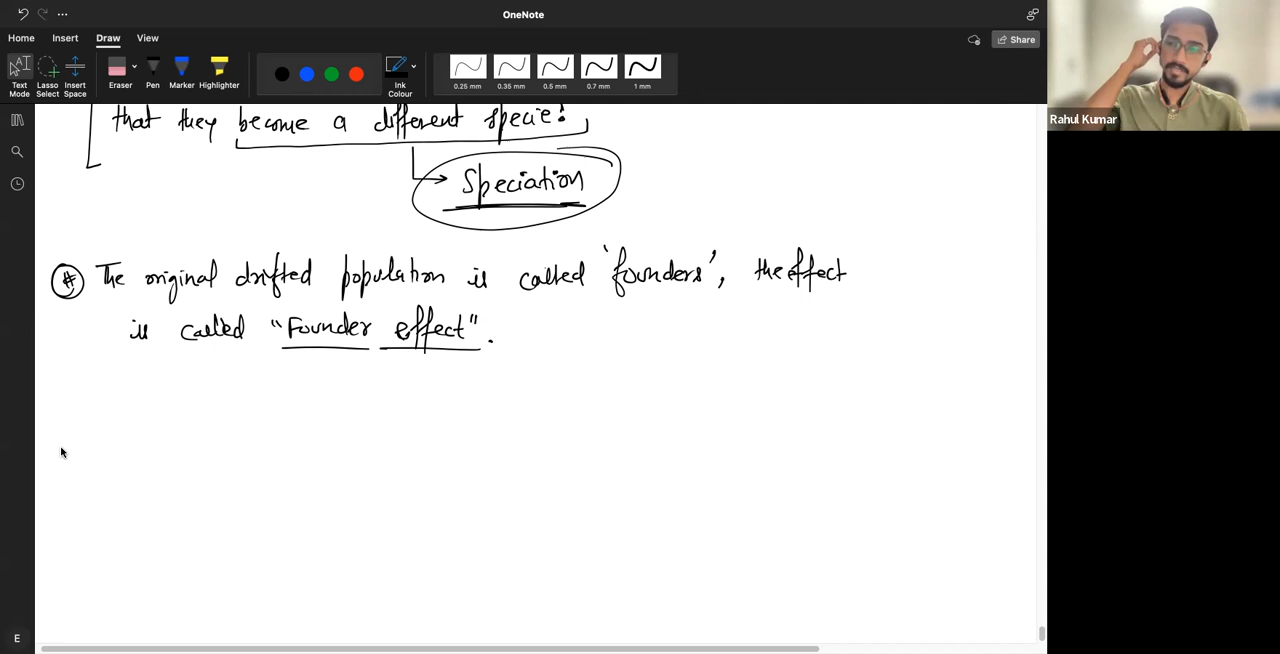 OneNote
Home Insert Draw View
Share
Text Mode
Lasso Select
Insert Space
Eraser
Pen
Marker
Highlighter
Ink Colour
0.25 mm
0.35 mm
0.5 mm
0.7 mm
1 mm
Rahul Kumar
that they become a different specie!
Speciation
# The original drifted population is called 'founders', the effect
is called "Founder effect".
E